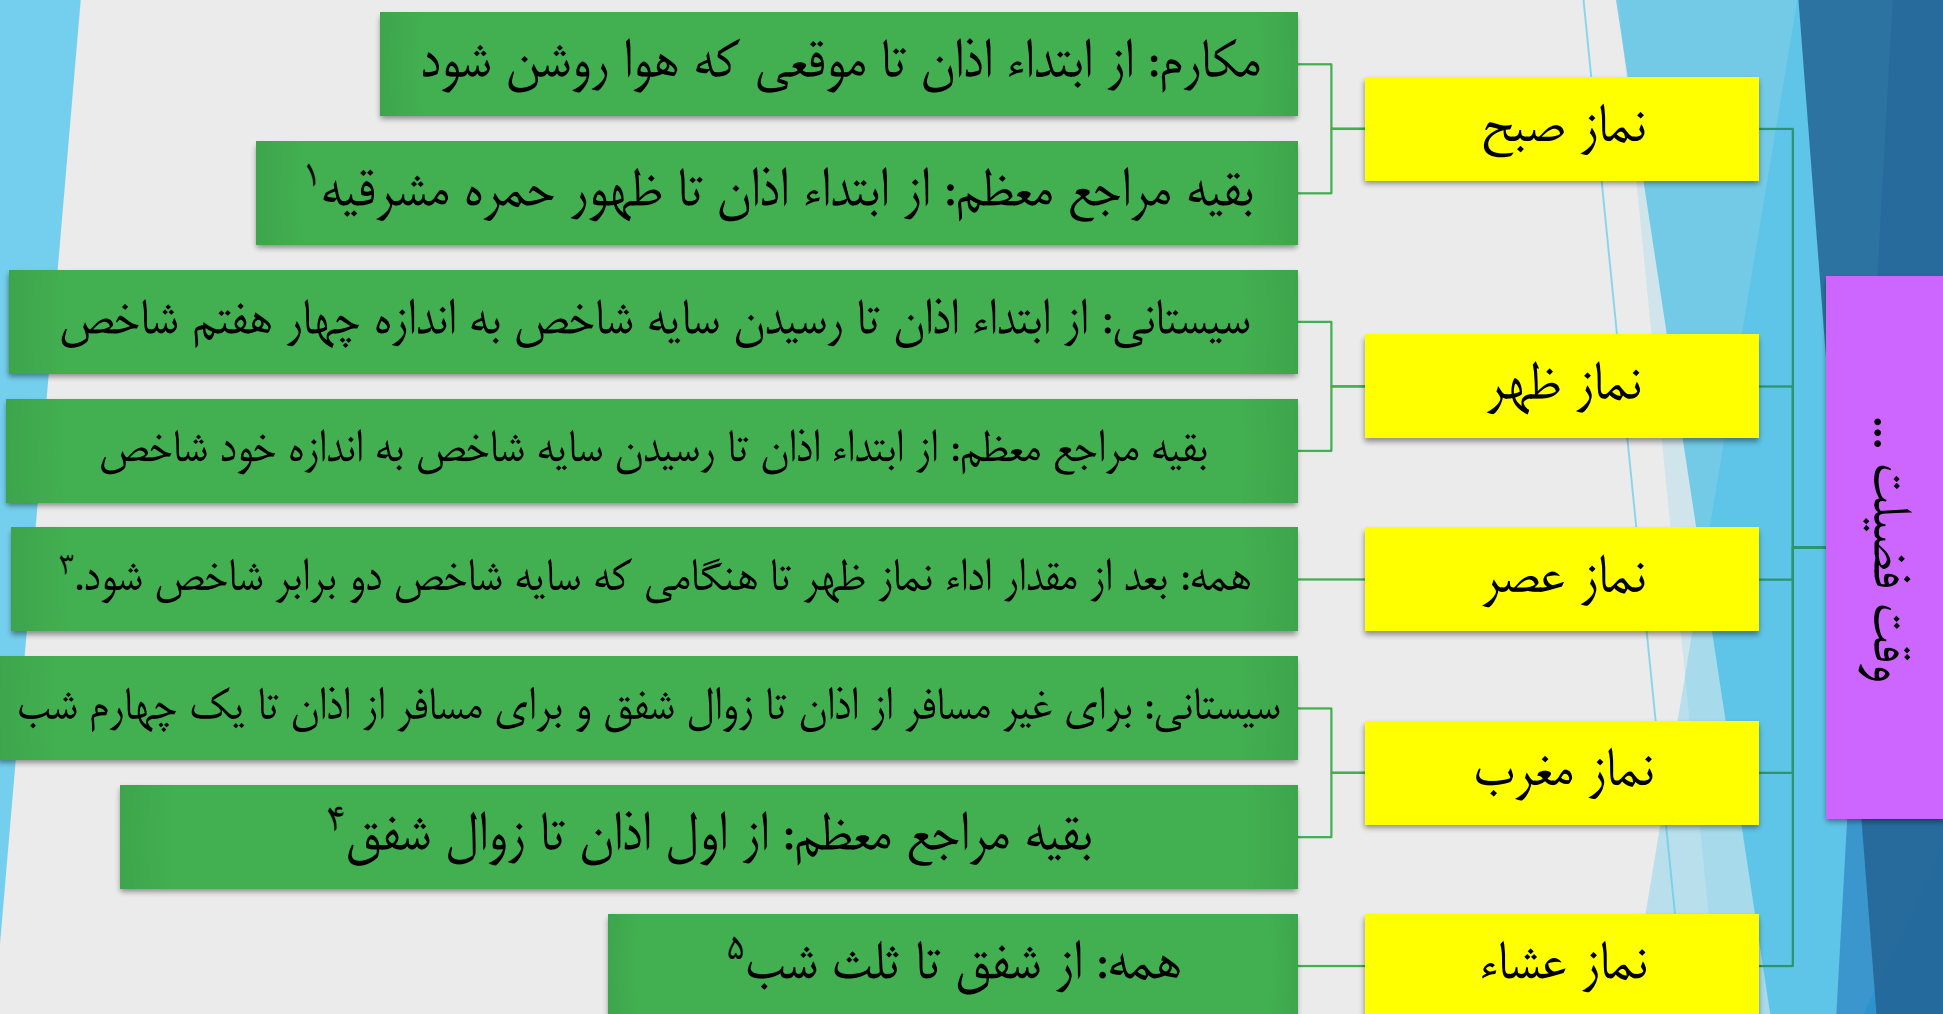 وقت فضیلت ...
نماز صبح
مکارم: از ابتداء اذان تا موقعی که هوا روشن شود
بقیه مراجع معظم: از ابتداء اذان تا ظهور حمره مشرقیه۱
نماز ظهر
سیستانی: از ابتداء اذان تا رسیدن سایه شاخص به اندازه چهار هفتم شاخص
بقیه مراجع معظم: از ابتداء اذان تا رسیدن سایه شاخص به اندازه خود شاخص
نماز عصر
همه: بعد از مقدار اداء نماز ظهر تا هنگامی که سایه شاخص دو برابر شاخص شود.۳
نماز مغرب
سیستانی: برای غیر مسافر از اذان تا زوال شفق و برای مسافر از اذان تا یک چهارم شب
بقیه مراجع معظم: از اول اذان تا زوال شفق۴
نماز عشاء
همه: از شفق تا ثلث شب۵